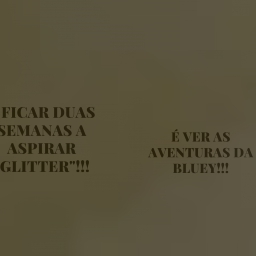 FICAR DUAS
SEMANAS A
ASPIRAR
GLITTER"!!!
É VER AS
AVENTURAS DA
BLUEY!!!